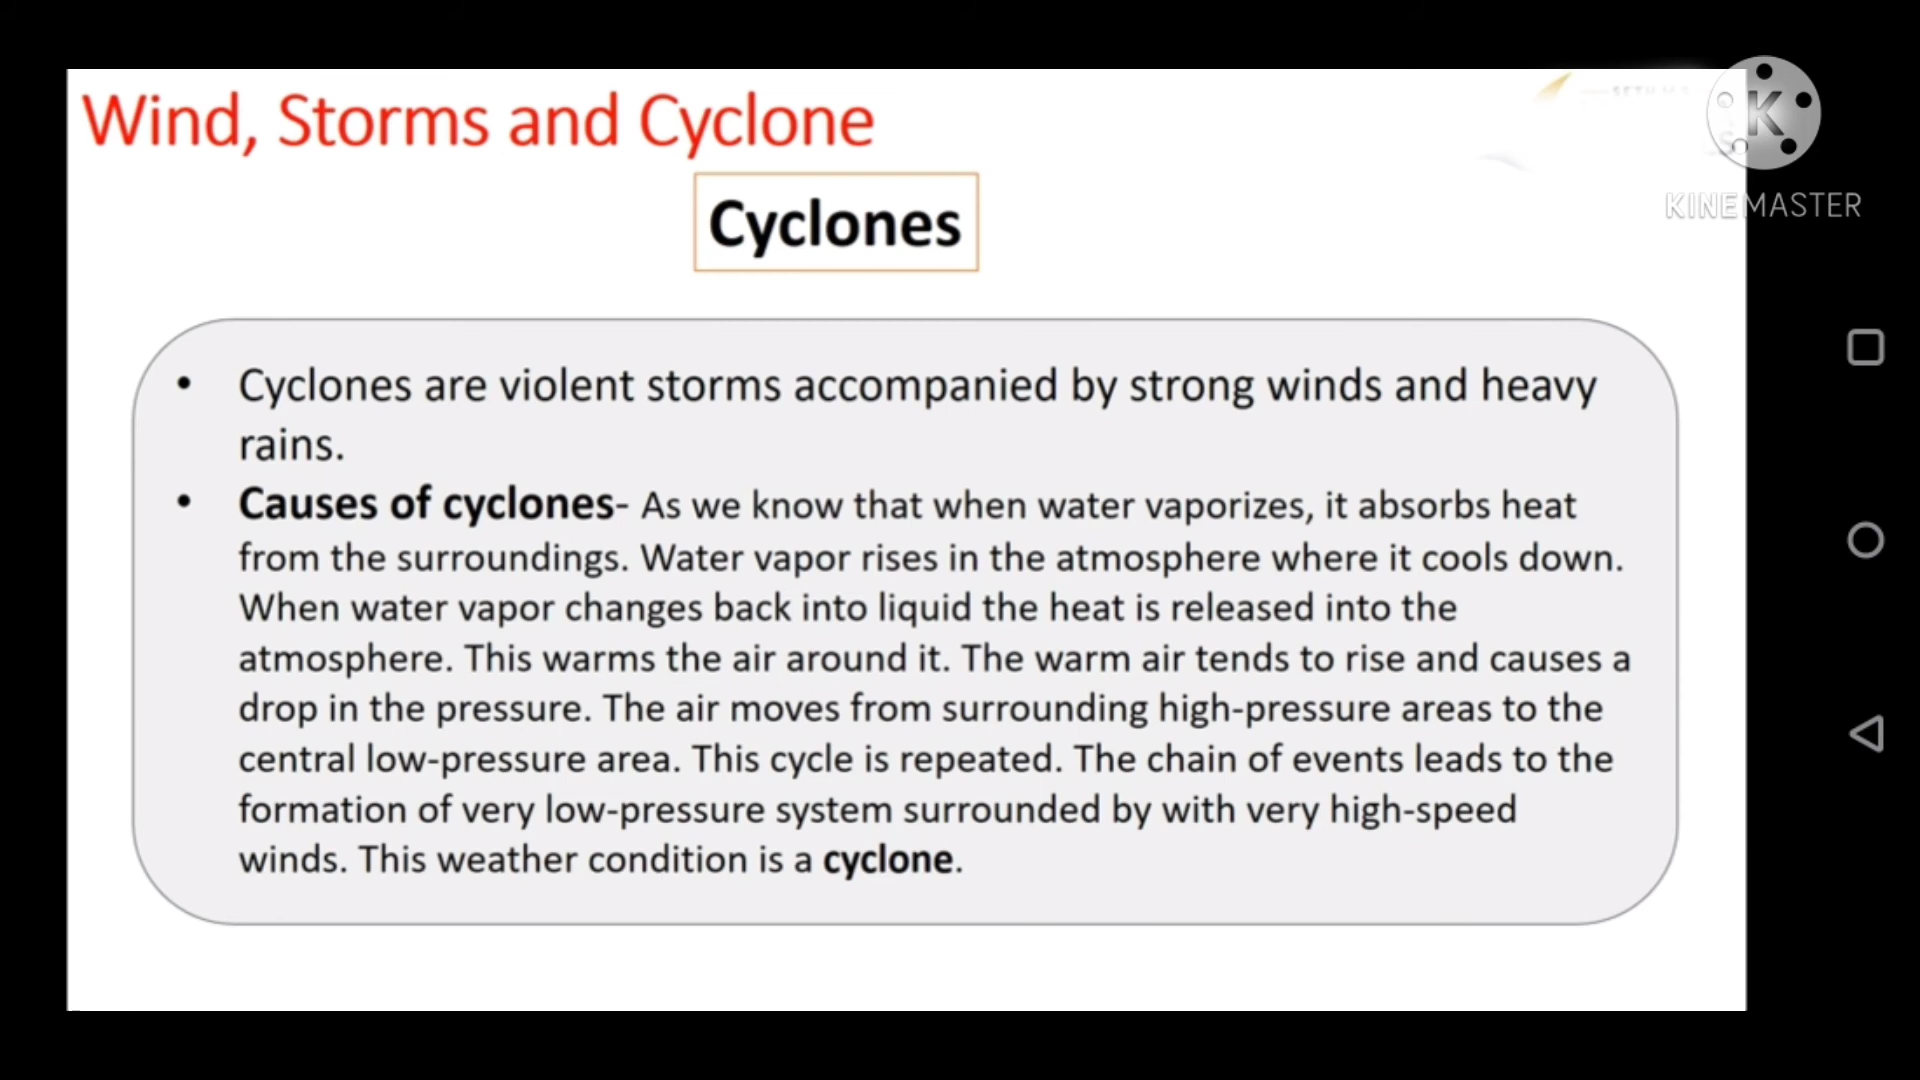 Wind, Storms and Cyclone
KINEMASTER
Cyclones
• Cyclones are violent storms accompanied by strong winds and heavy
rains.
• Causes of cyclones- As we know that when water vaporizes, it absorbs heat
from the surroundings. Water vapor rises in the atmosphere where it cools down.
When water vapor changes back into liquid the heat is released into the
atmosphere. This warms the air around it. The warm air tends to rise and causes a
drop in the pressure. The air moves from surrounding high-pressure areas to the
central low-pressure area. This cycle is repeated. The chain of events leads to the
formation of very low-pressure system surrounded by with very high-speed
winds. This weather condition is a cyclone.